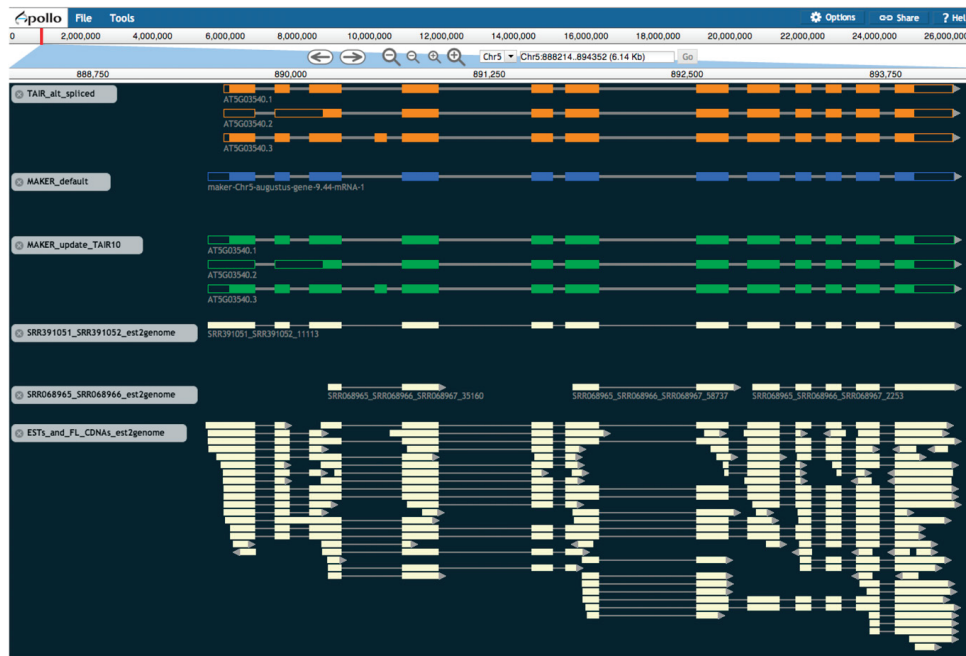 Apollo File Tools Options Share ? Hel
0 2,000,000 4,000,000 6,000,000 8,000,000 10,000,000 12,000,000 14,000,000 16,000,000 18,000,000 20,000,000 22,000,000 24,000,000 26,000,000
Chr5 Chr5:888214..894352 (6.14 Kb) Go
888,750 890,000 891,250 892,500 893,750
TAIR_alt_spliced
AT5G03540.1
AT5G03540.2
AT5G03540.3
MAKER_default
maker-Chr5-augustus-gene-9.44-mRNA-1
MAKER_update_TAIR10
AT5G03540.1
AT5G03540.2
AT5G03540.3
SRR391051_SRR391052_est2genome
SRR391051_SRR391052_11113
SRR068965_SRR068966_est2genome
SRR068965_SRR068966_SRR068967_35160 SRR068965_SRR068966_SRR068967_58737 SRR068965_SRR068966_SRR068967_2253
ESTs_and_FL_CDNAs_est2genome